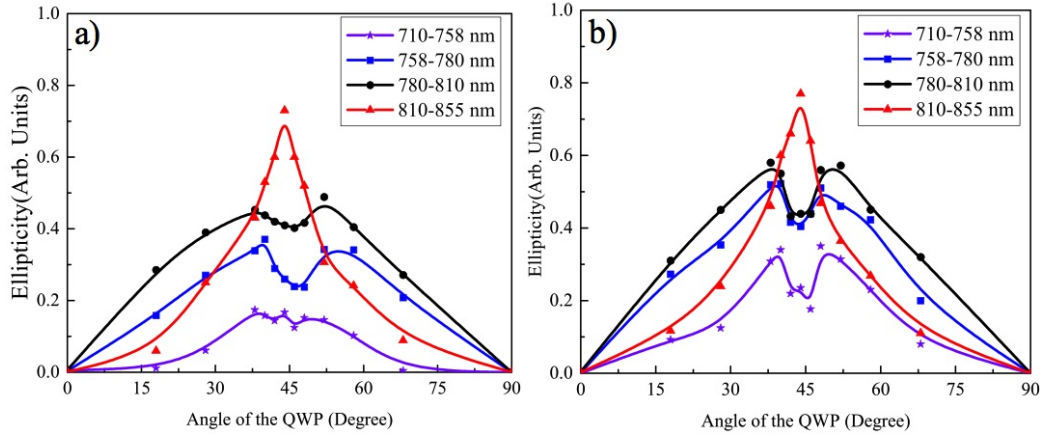 a)
710-758 nm
758-780 nm
780-810 nm
810-855 nm
1.0
0.8
0.6
0.4
0.2
0.0
Ellipticity(Arb. Units)
0 15 30 45 60 75 90
Angle of the QWP (Degree)
b)
710-758 nm
758-780 nm
780-810 nm
810-855 nm
1.0
0.8
0.6
0.4
0.2
0.0
Ellipticity(Arb. Units)
0 15 30 45 60 75 90
Angle of the QWP (Degree)